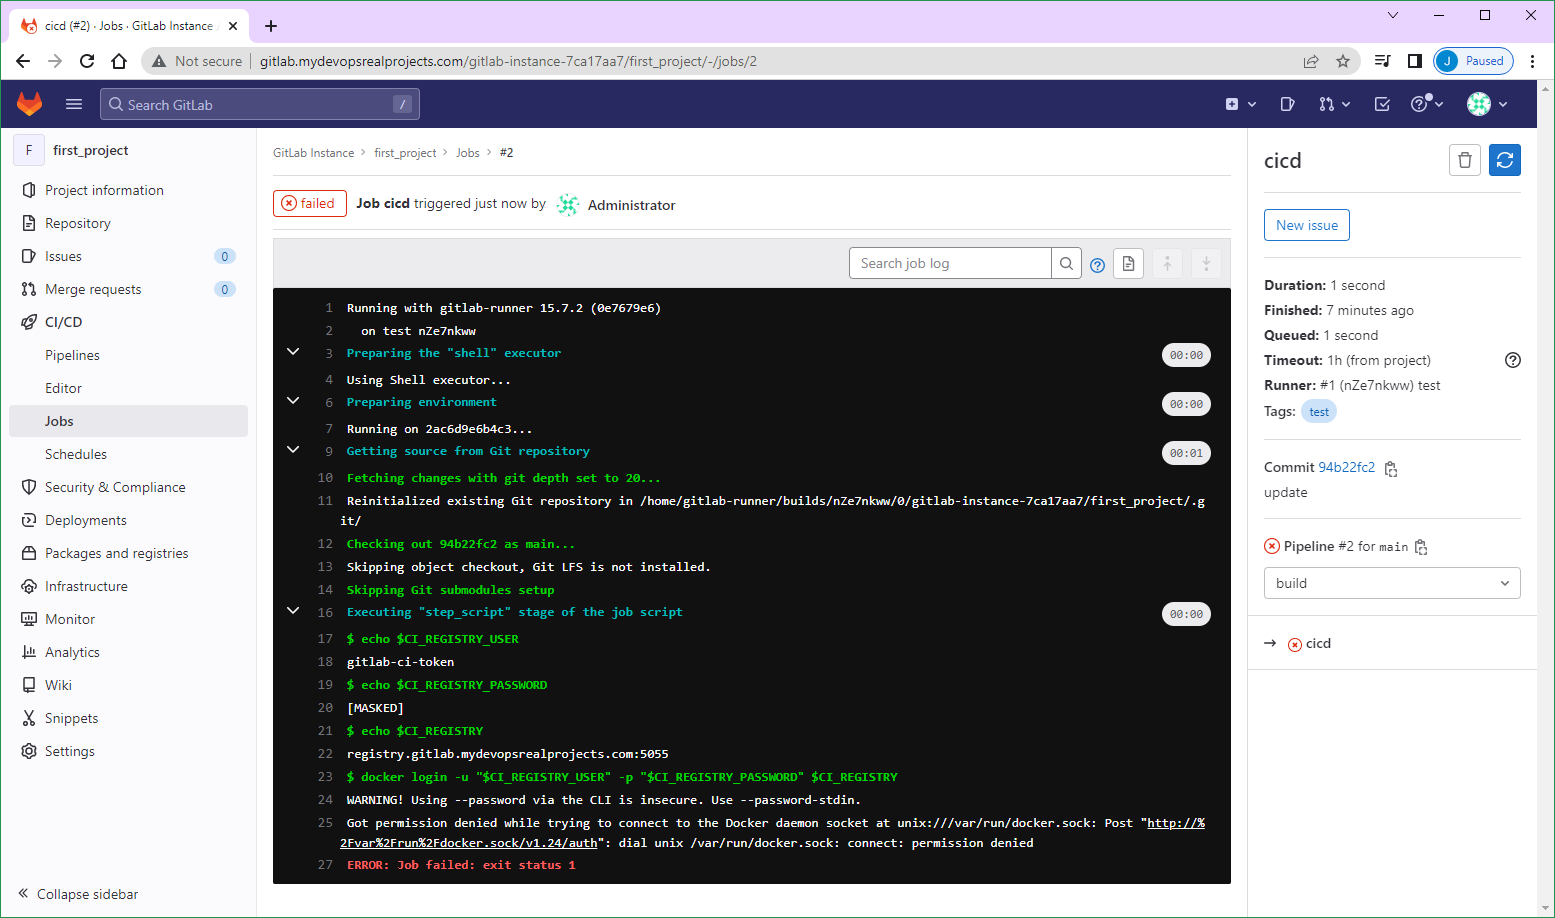 cicd (#2) · Jobs · GitLab Instance
Not secure
gitlab.mydevopsrealprojects.com/gitlab-instance-7ca17aa7/first_project/-/jobs/2
J
Paused
Search GitLab
/
F
first_project
Project information
Repository
Issues 0
Merge requests 0
CI/CD
Pipelines
Editor
Jobs
Schedules
Security & Compliance
Deployments
Packages and registries
Infrastructure
Monitor
Analytics
Wiki
Snippets
Settings
Collapse sidebar
GitLab Instance > first_project > Jobs > #2
failed
Job cicd triggered just now by Administrator
Search job log
1 Running with gitlab-runner 15.7.2 (0e7679e6)
2 on test nZe7nkww
3 Preparing the "shell" executor 00:00
4 Using Shell executor...
6 Preparing environment 00:00
7 Running on 2ac6d9e6b4c3...
9 Getting source from Git repository 00:01
10 Fetching changes with git depth set to 20...
11 Reinitialized existing Git repository in /home/gitlab-runner/builds/nZe7nkww/0/gitlab-instance-7ca17aa7/first_project/.g
it/
12 Checking out 94b22fc2 as main...
13 Skipping object checkout, Git LFS is not installed.
14 Skipping Git submodules setup
16 Executing "step_script" stage of the job script 00:00
17 $ echo $CI_REGISTRY_USER
18 gitlab-ci-token
19 $ echo $CI_REGISTRY_PASSWORD
20 [MASKED]
21 $ echo $CI_REGISTRY
22 registry.gitlab.mydevopsrealprojects.com:5055
23 $ docker login -u "$CI_REGISTRY_USER" -p "$CI_REGISTRY_PASSWORD" $CI_REGISTRY
24 WARNING! Using --password via the CLI is insecure. Use --password-stdin.
25 Got permission denied while trying to connect to the Docker daemon socket at unix:///var/run/docker.sock: Post "http://%
2Fvar%2Frun%2Fdocker.sock/v1.24/auth": dial unix /var/run/docker.sock: connect: permission denied
27 ERROR: Job failed: exit status 1
cicd
New issue
Duration: 1 second
Finished: 7 minutes ago
Queued: 1 second
Timeout: 1h (from project)
Runner: #1 (nZe7nkww) test
Tags: test
Commit 94b22fc2
update
Pipeline #2 for main
build
→ cicd